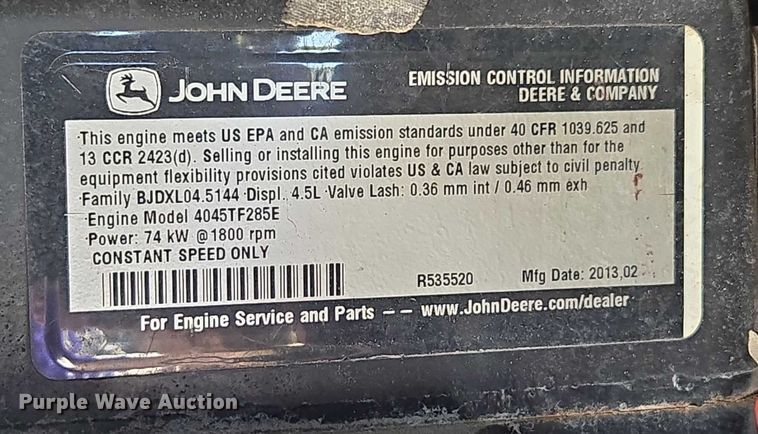 JOHN DEERE
EMISSION CONTROL INFORMATION
DEERE & COMPANY
This engine meets US EPA and CA emission standards under 40 CFR 1039.625 and
13 CCR 2423(d). Selling or installing this engine for purposes other than for the
equipment flexibility provisions cited violates US & CA law subject to civil penalty
Family BJDXL04.5144 Displ. 4.5L Valve Lash: 0.36 mm int / 0.46 mm exh
Engine Model 4045TF285E
Power: 74 kW @1800 rpm
CONSTANT SPEED ONLY
R535520 Mfg Date: 2013,02
For Engine Service and Parts – – www.JohnDeere.com/dealer
Purple Wave Auction